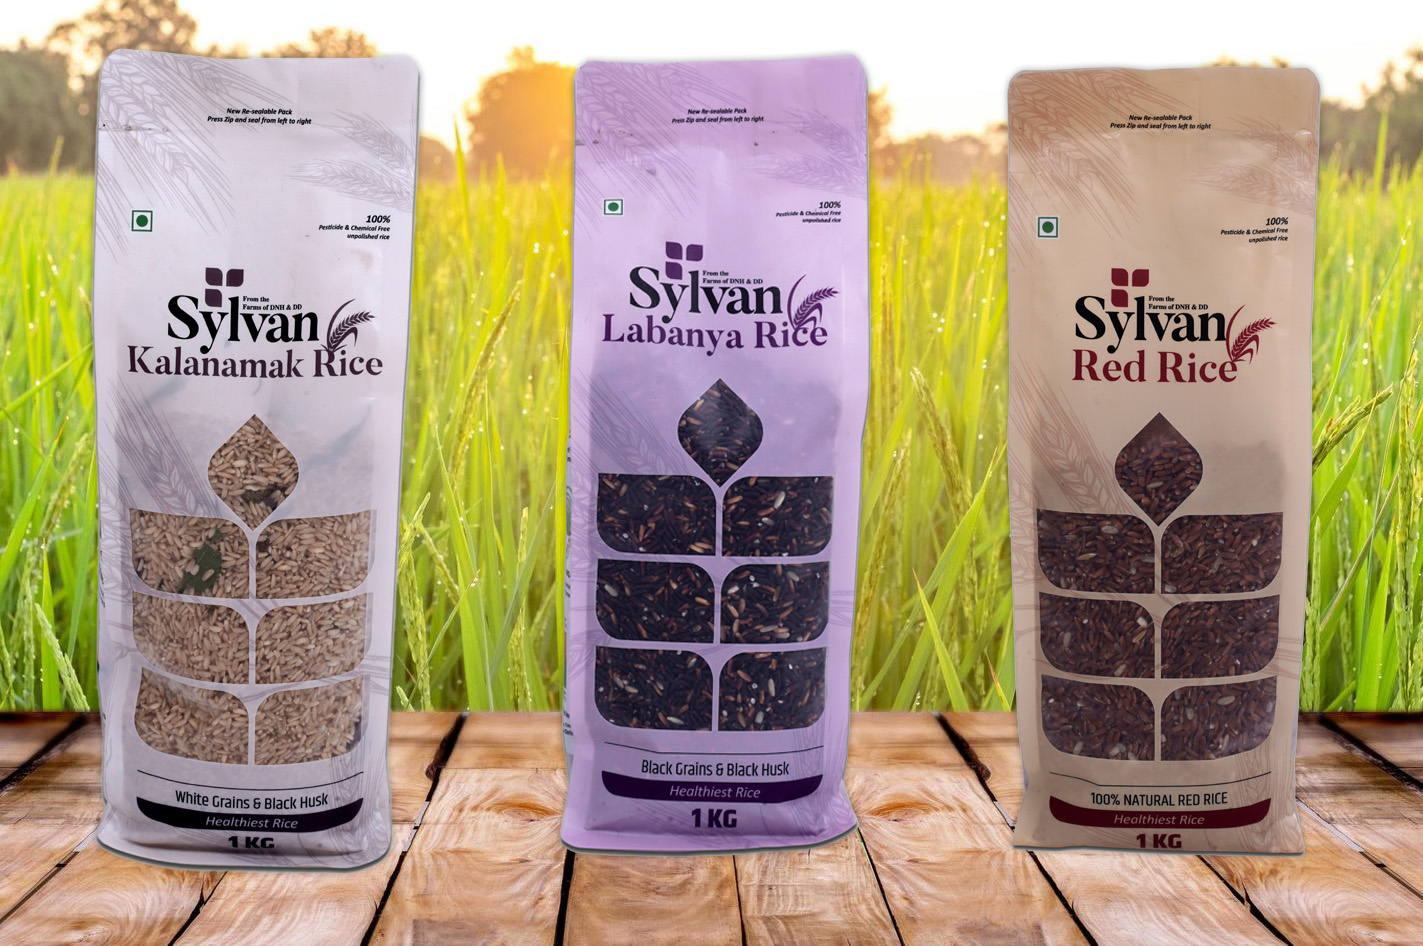 New Re-sealable Pack
Press Zip and seal from left to right
100%
Pesticide & Chemical Free
unpolished rice
From the
Farms of DNH & DD
Sylvan
Kalanamak Rice
White Grains & Black Husk
Healthiest Rice
1 KG
New Re-sealable Pack
Press Zip and seal from left to right
100%
Pesticide & Chemical Free
unpolished rice
From the
Farms of DNH & DD
Sylvan
Labanya Rice
Black Grains & Black Husk
Healthiest Rice
1 KG
New Re-sealable Pack
Press Zip and seal from left to right
100%
Pesticide & Chemical Free
unpolished rice
From the
Farms of DNH & DD
Sylvan
Red Rice
100% NATURAL RED RICE
Healthiest Rice
1 KG